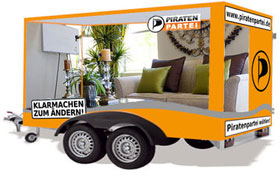 PIRATEN
PARTEI
www.piratenpartei.de
KLARMACHEN
ZUM ÄNDERN!
Piratenpartei wählen!